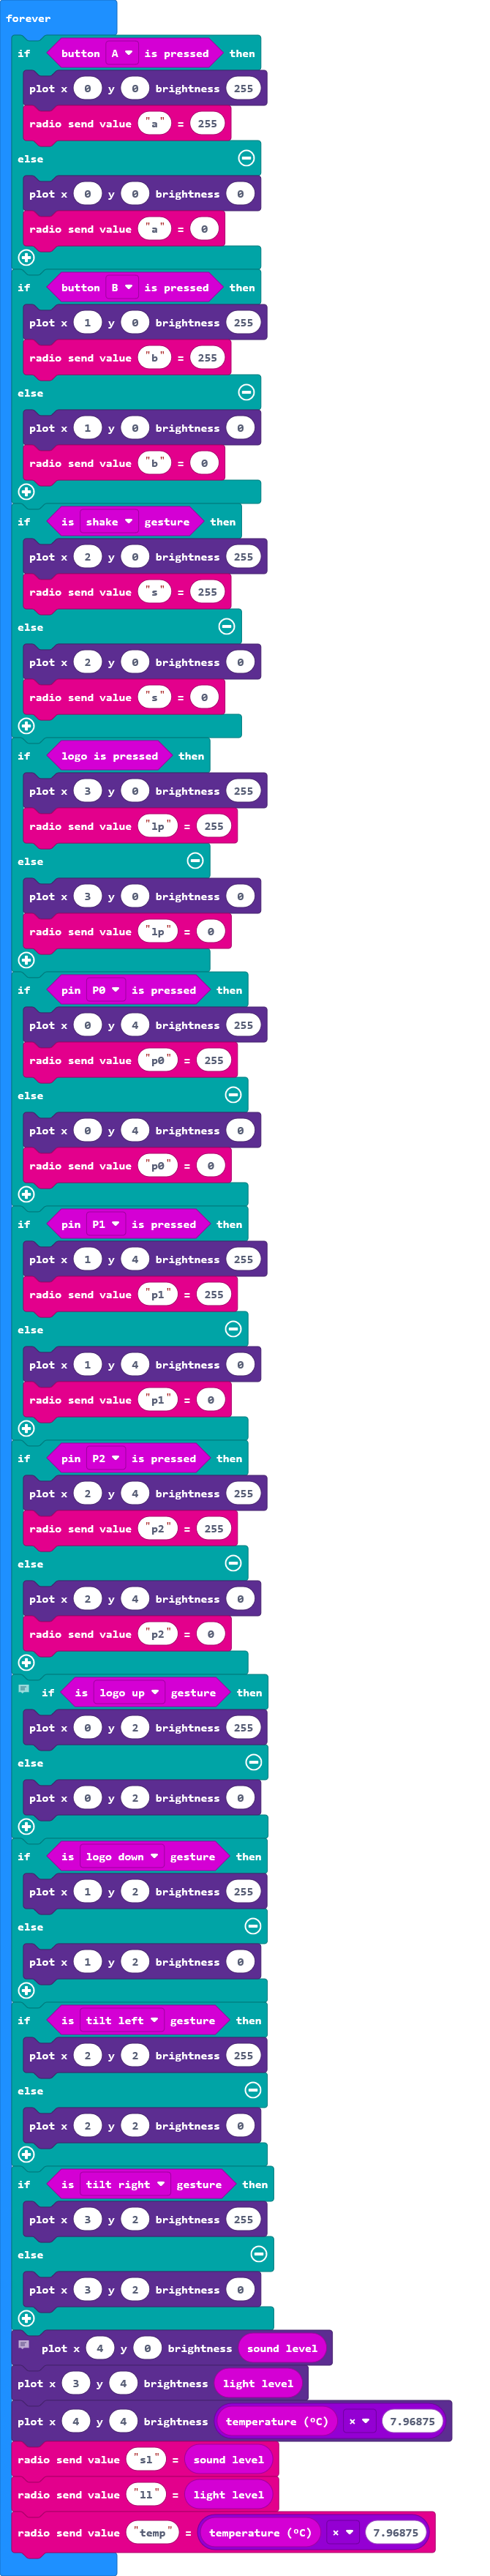 forever
if button A is pressed then
plot x 0 y 0 brightness 255
radio send value "a" = 255
else
plot x 0 y 0 brightness 0
radio send value "a" = 0
if button B is pressed then
plot x 1 y 0 brightness 255
radio send value "b" = 255
else
plot x 1 y 0 brightness 0
radio send value "b" = 0
if is shake gesture then
plot x 2 y 0 brightness 255
radio send value "s" = 255
else
plot x 2 y 0 brightness 0
radio send value "s" = 0
if logo is pressed then
plot x 3 y 0 brightness 255
radio send value "lp" = 255
else
plot x 3 y 0 brightness 0
radio send value "lp" = 0
if pin P0 is pressed then
plot x 0 y 4 brightness 255
radio send value "p0" = 255
else
plot x 0 y 4 brightness 0
radio send value "p0" = 0
if pin P1 is pressed then
plot x 1 y 4 brightness 255
radio send value "p1" = 255
else
plot x 1 y 4 brightness 0
radio send value "p1" = 0
if pin P2 is pressed then
plot x 2 y 4 brightness 255
radio send value "p2" = 255
else
plot x 2 y 4 brightness 0
radio send value "p2" = 0
if is logo up gesture then
plot x 0 y 2 brightness 255
else
plot x 0 y 2 brightness 0
if is logo down gesture then
plot x 1 y 2 brightness 255
else
plot x 1 y 2 brightness 0
if is tilt left gesture then
plot x 2 y 2 brightness 255
else
plot x 2 y 2 brightness 0
if is tilt right gesture then
plot x 3 y 2 brightness 255
else
plot x 3 y 2 brightness 0
plot x 4 y 0 brightness sound level
plot x 3 y 4 brightness light level
plot x 4 y 4 brightness temperature (°C) × 7.96875
radio send value "sl" = sound level
radio send value "ll" = light level
radio send value "temp" = temperature (°C) × 7.96875